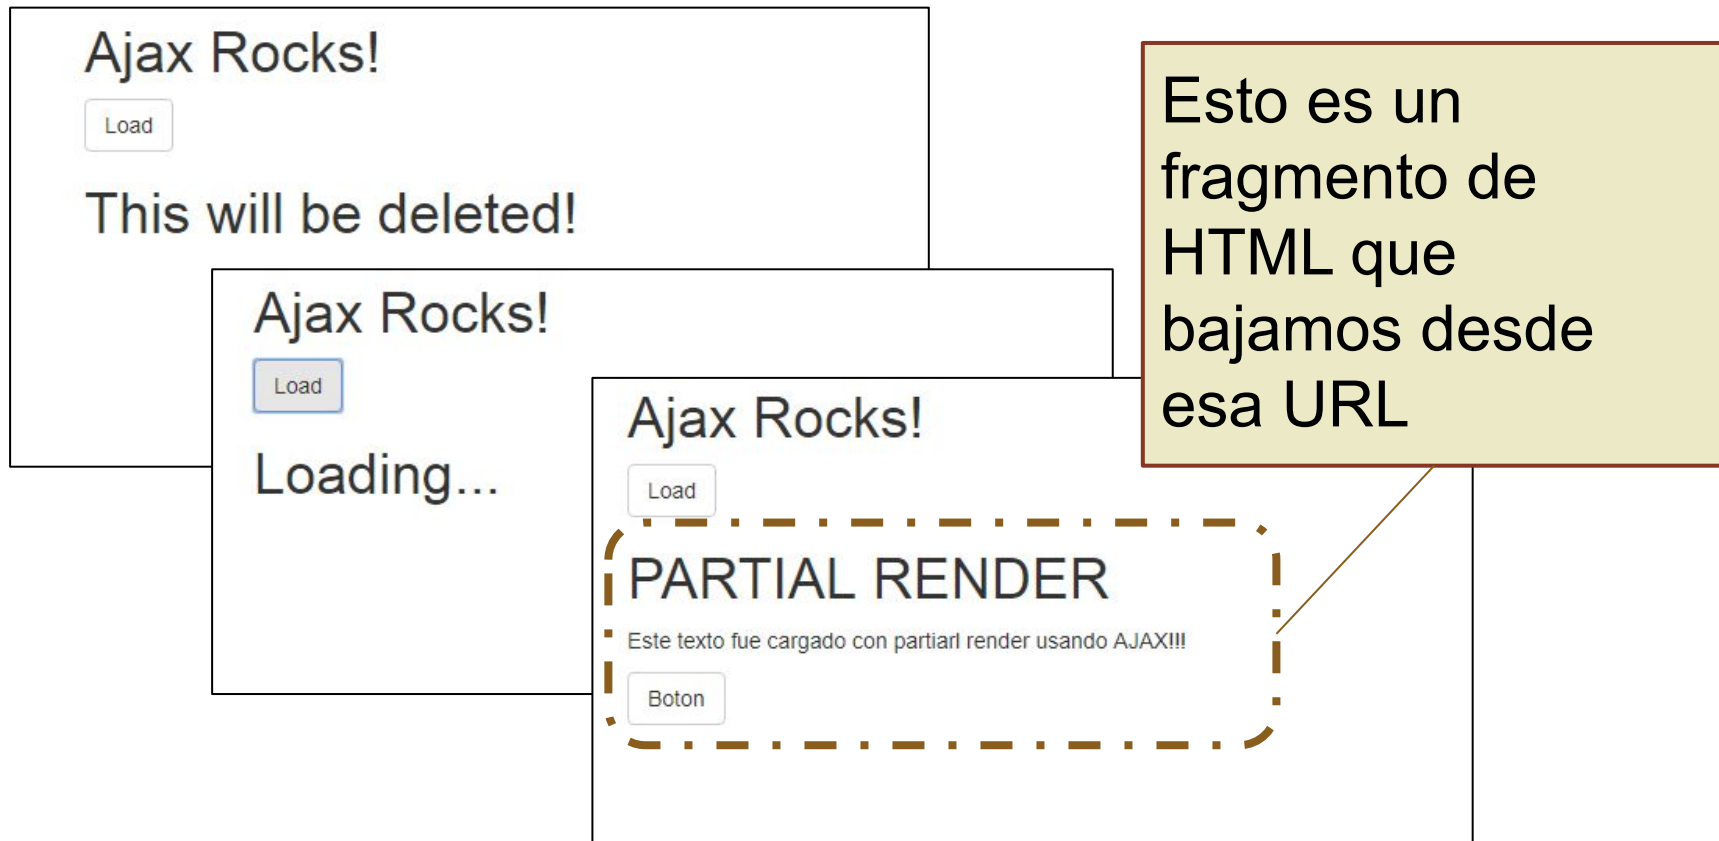 Ajax Rocks!
Load
This will be deleted!
Ajax Rocks!
Load
Loading...
Ajax Rocks!
Load
PARTIAL RENDER
Este texto fue cargado con partiarl render usando AJAX!!!
Boton
Esto es un
fragmento de
HTML que
bajamos desde
esa URL